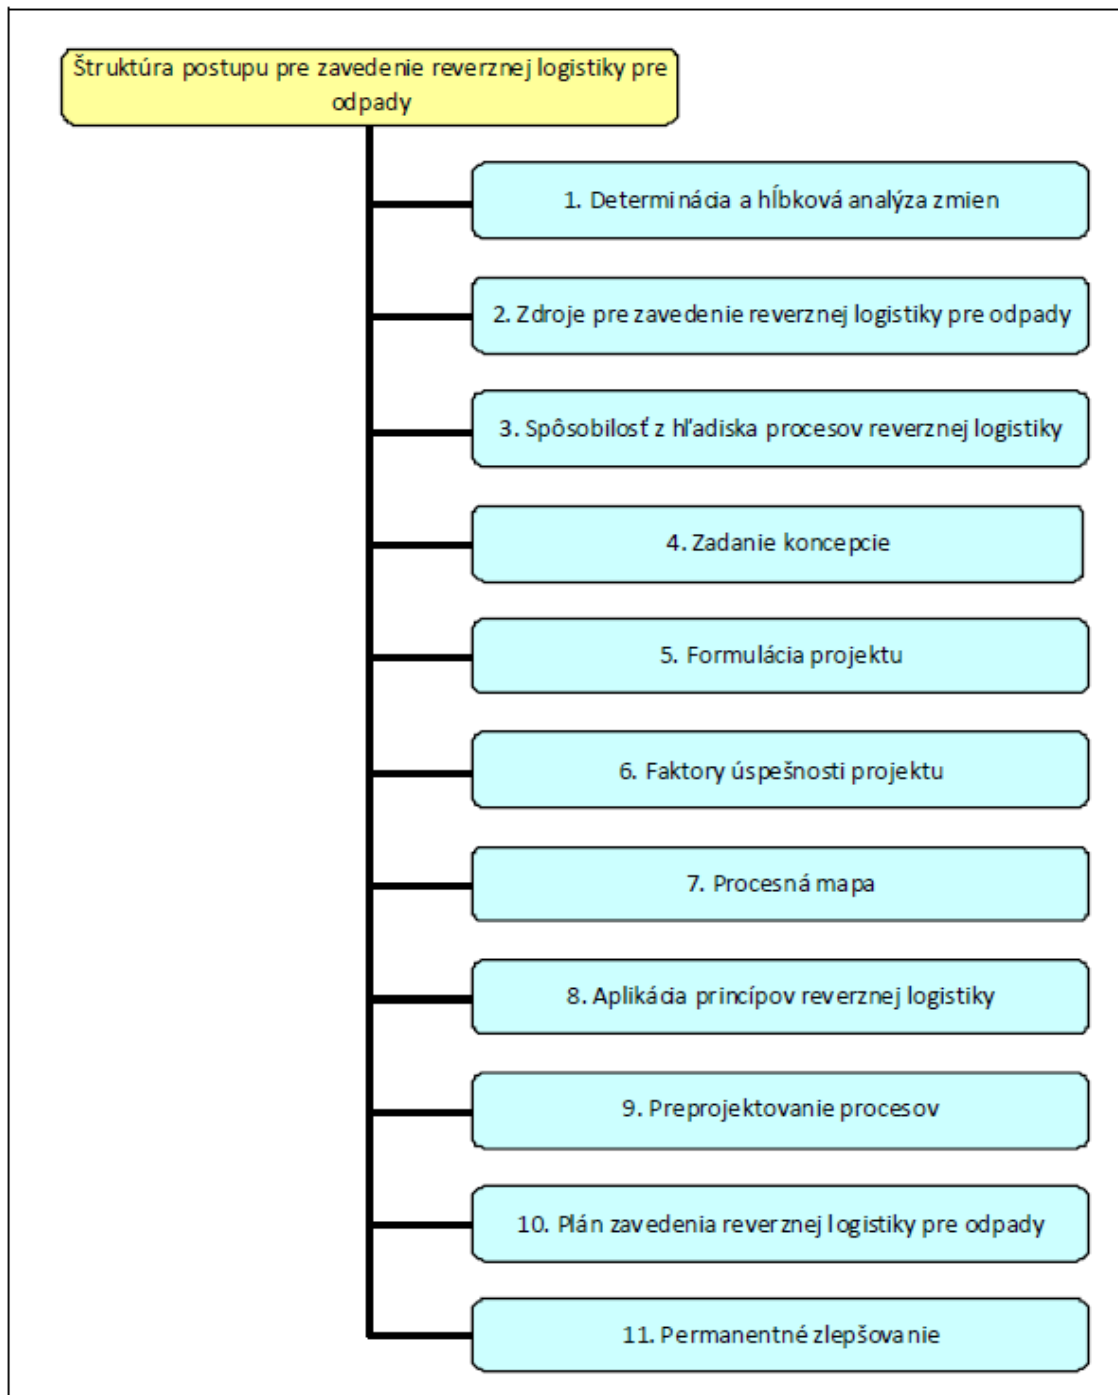 Štruktúra postupu pre zavedenie reverznej logistiky pre
odpady
1. Determinácia a hĺbková analýza zmien
2. Zdroje pre zavedenie reverznej logistiky pre odpady
3. Spôsobilosť z hľadiska procesov reverznej logistiky
4. Zadanie koncepcie
5. Formulácia projektu
6. Faktory úspešnosti projektu
7. Procesná mapa
8. Aplikácia princípov reverznej logistiky
9. Preprojektovanie procesov
10. Plán zavedenia reverznej logistiky pre odpady
11. Permanentné zlepšovanie